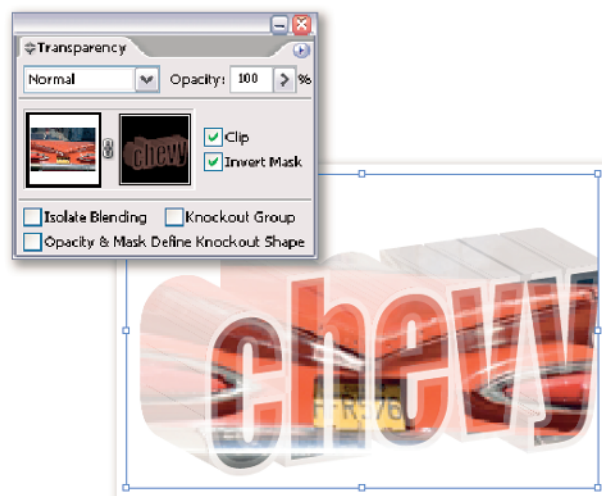 Transparency
Normal
Opacity: 100 %
chevy
Clip
Invert Mask
Isolate Blending
Knockout Group
Opacity & Mask Define Knockout Shape
chevy